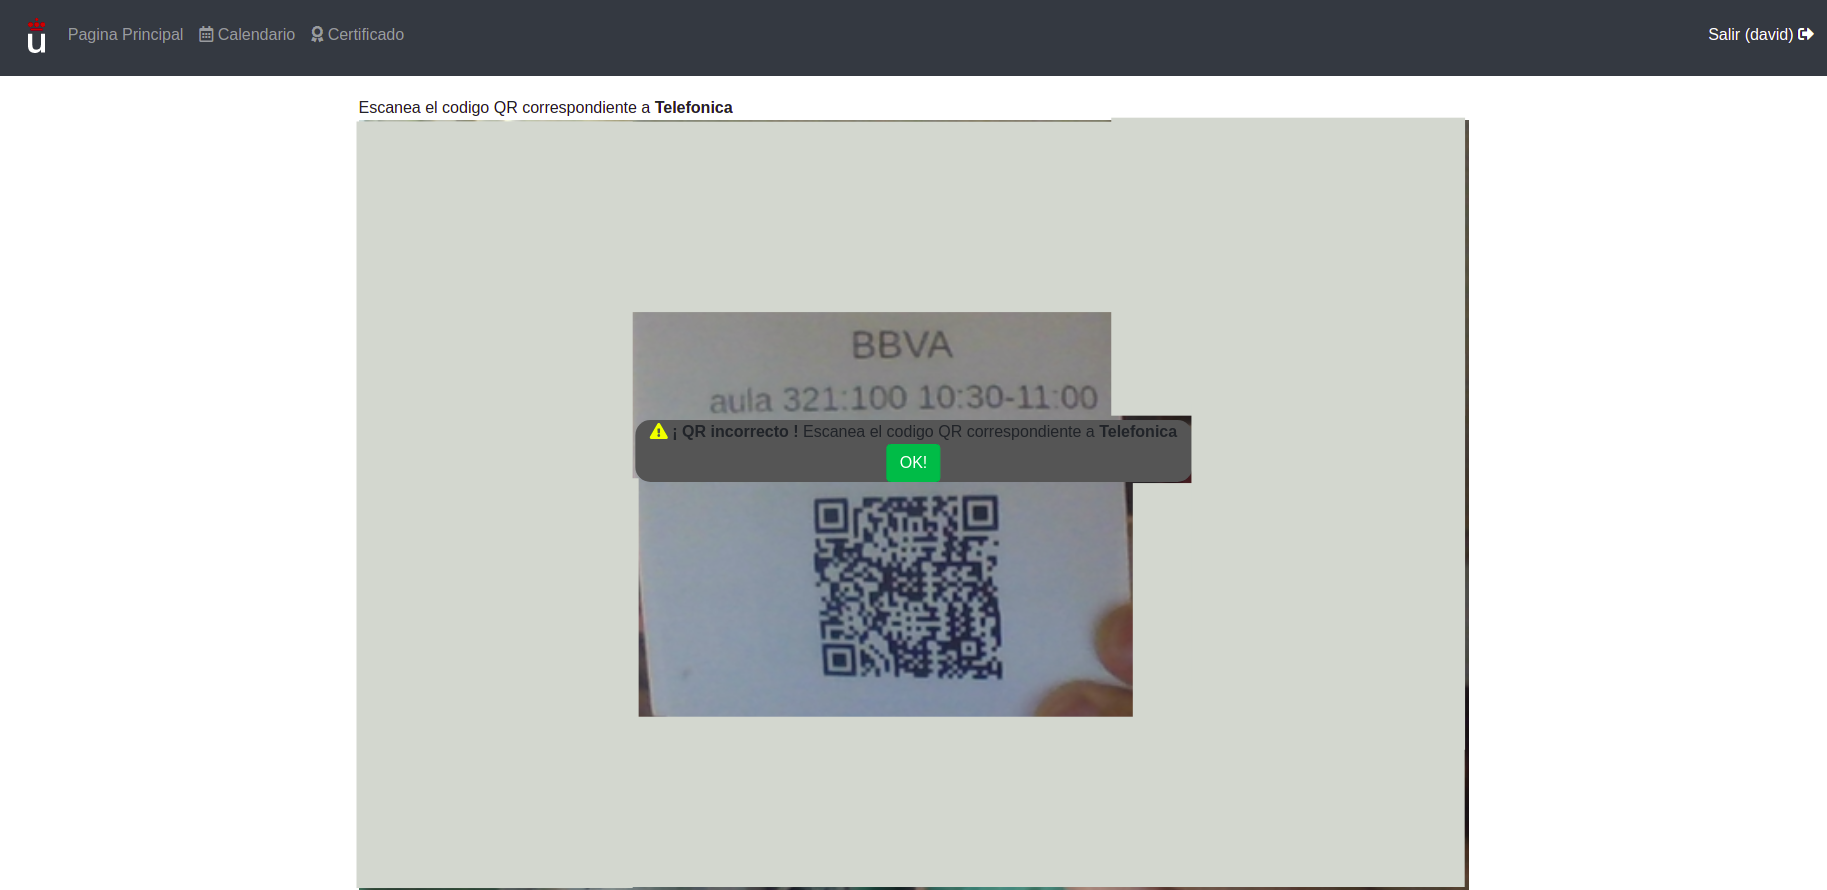 u Pagina Principal Calendario Certificado Salir (david)
Escanea el codigo QR correspondiente a Telefonica
BBVA
aula 321:100 10:30-11:00
¡ QR incorrecto ! Escanea el codigo QR correspondiente a Telefonica
OK!